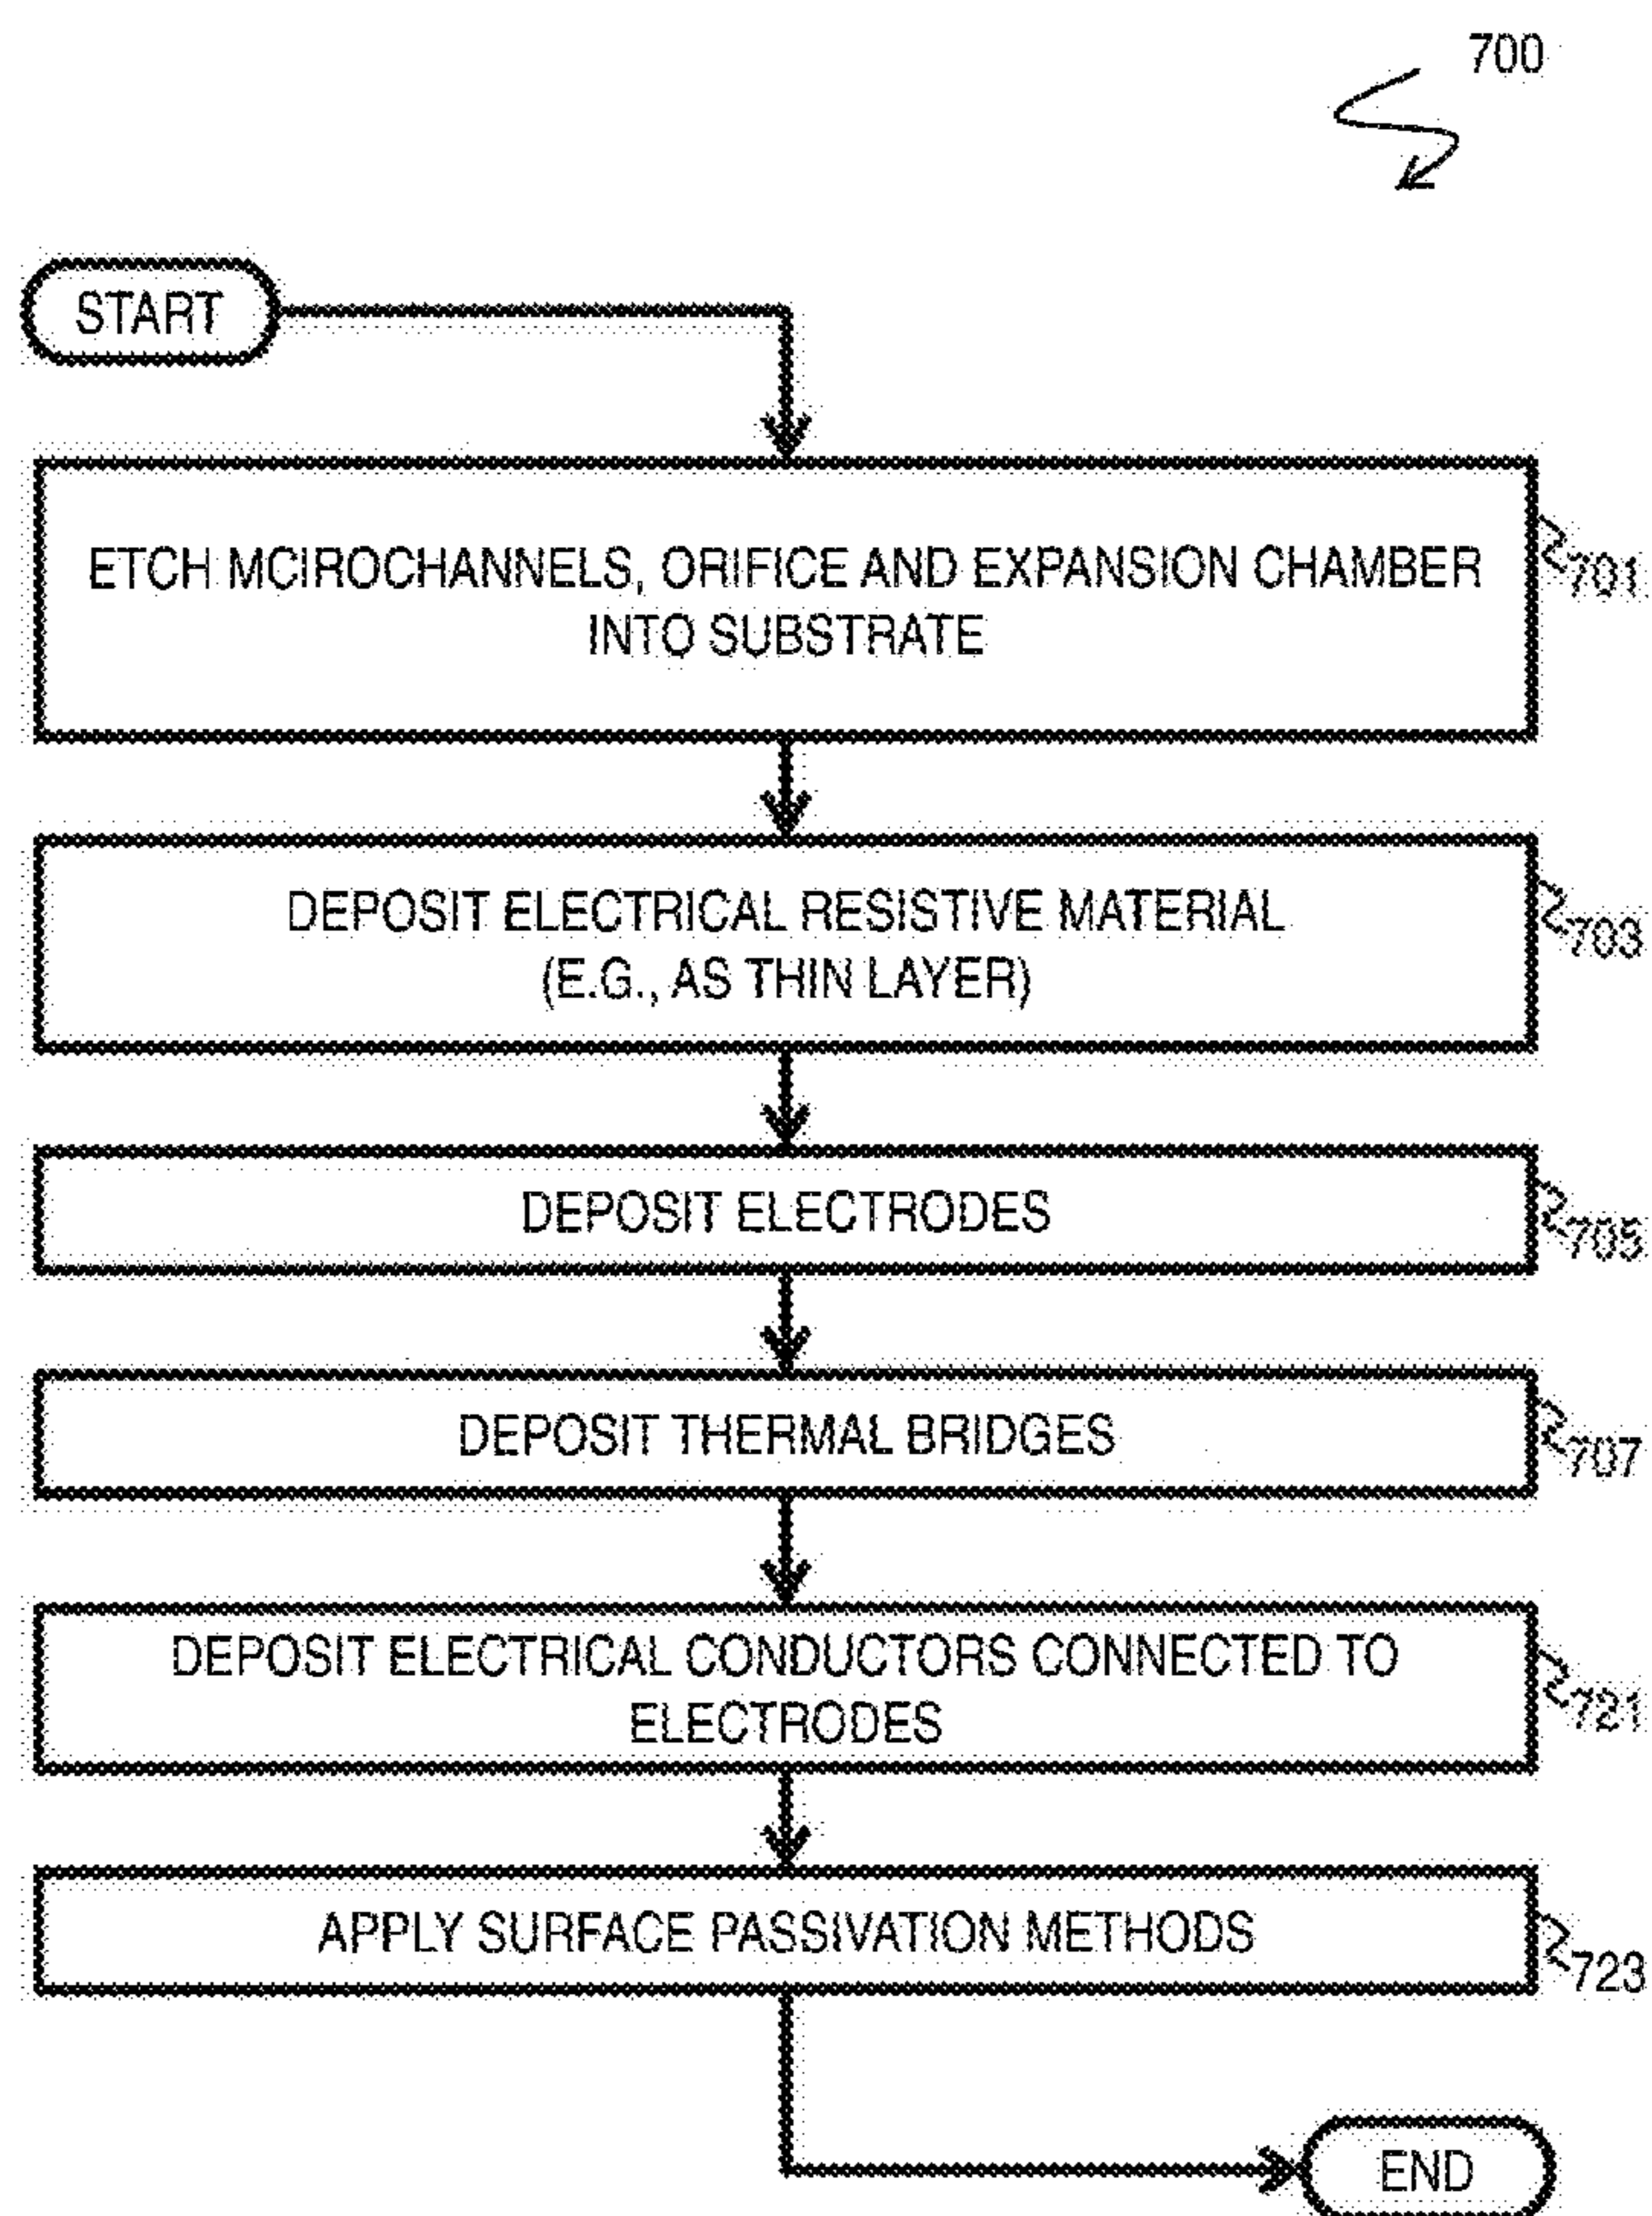 700
START
ETCH MCIROCHANNELS, ORIFICE AND EXPANSION CHAMBER
INTO SUBSTRATE
701
DEPOSIT ELECTRICAL RESISTIVE MATERIAL
(E.G., AS THIN LAYER)
703
DEPOSIT ELECTRODES
705
DEPOSIT THERMAL BRIDGES
707
DEPOSIT ELECTRICAL CONDUCTORS CONNECTED TO
ELECTRODES
721
APPLY SURFACE PASSIVATION METHODS
723
END